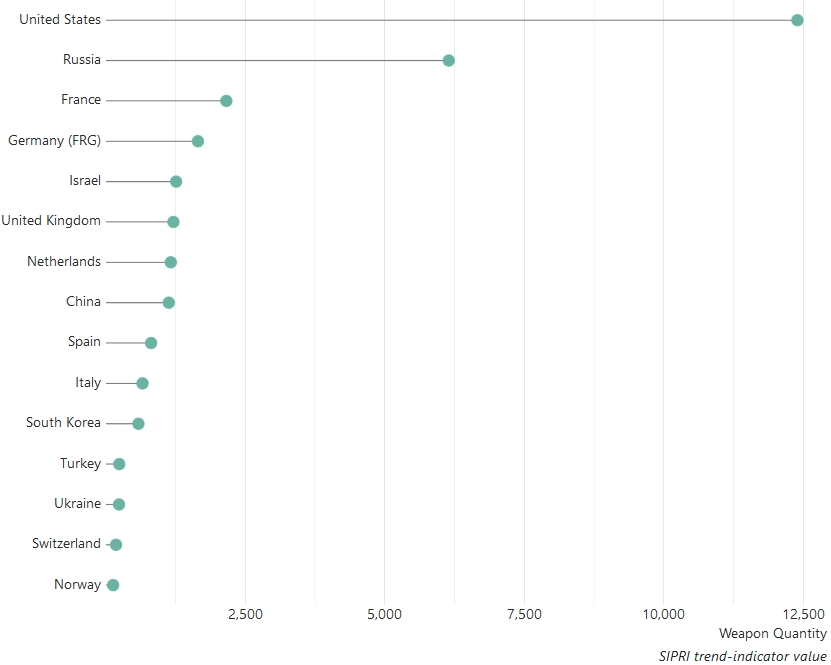 United States
Russia
France
Germany (FRG)
Israel
United Kingdom
Netherlands
China
Spain
Italy
South Korea
Turkey
Ukraine
Switzerland
Norway
2,500 5,000 7,500 10,000 12,500
Weapon Quantity
SIPRI trend-indicator value